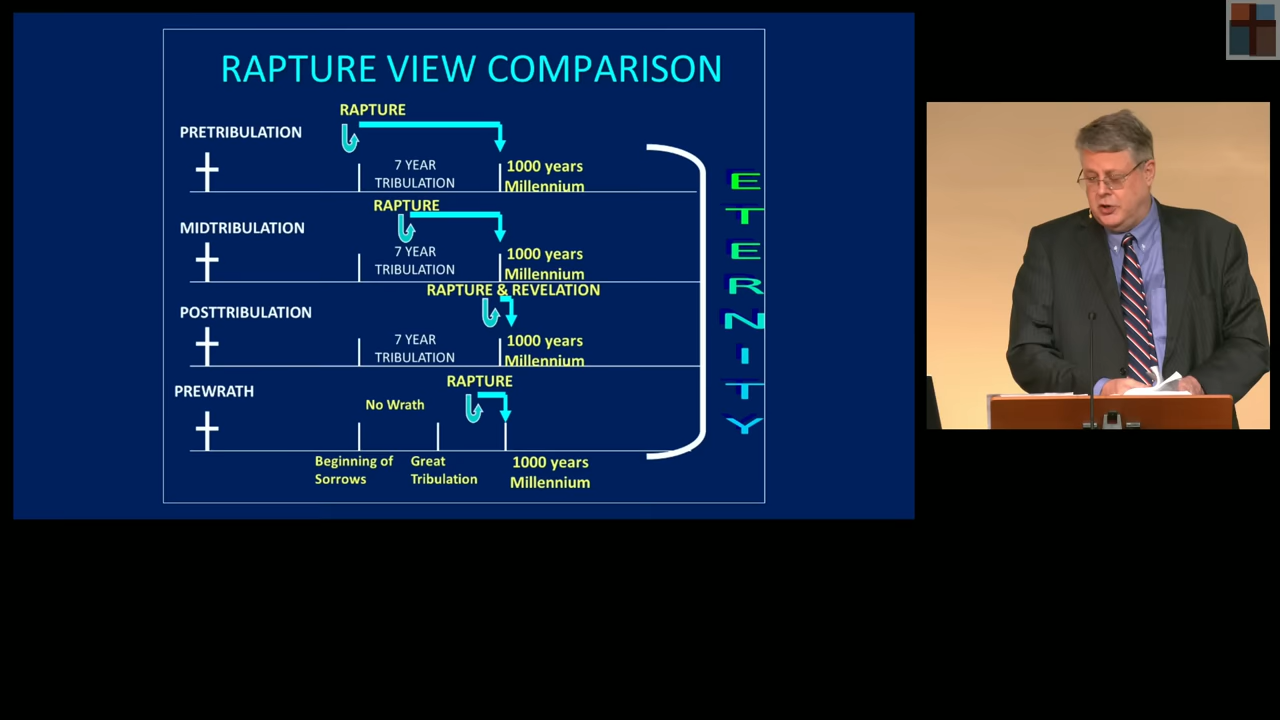 RAPTURE VIEW COMPARISON
RAPTURE
PRETRIBULATION
7 YEAR
TRIBULATION
1000 years
Millennium
RAPTURE
MIDTRIBULATION
7 YEAR
TRIBULATION
1000 years
Millennium
RAPTURE & REVELATION
POSTTRIBULATION
7 YEAR
TRIBULATION
1000 years
Millennium
RAPTURE
PREWRATH
No Wrath
Beginning of
Sorrows
Great
Tribulation
1000 years
Millennium
ETERNITY